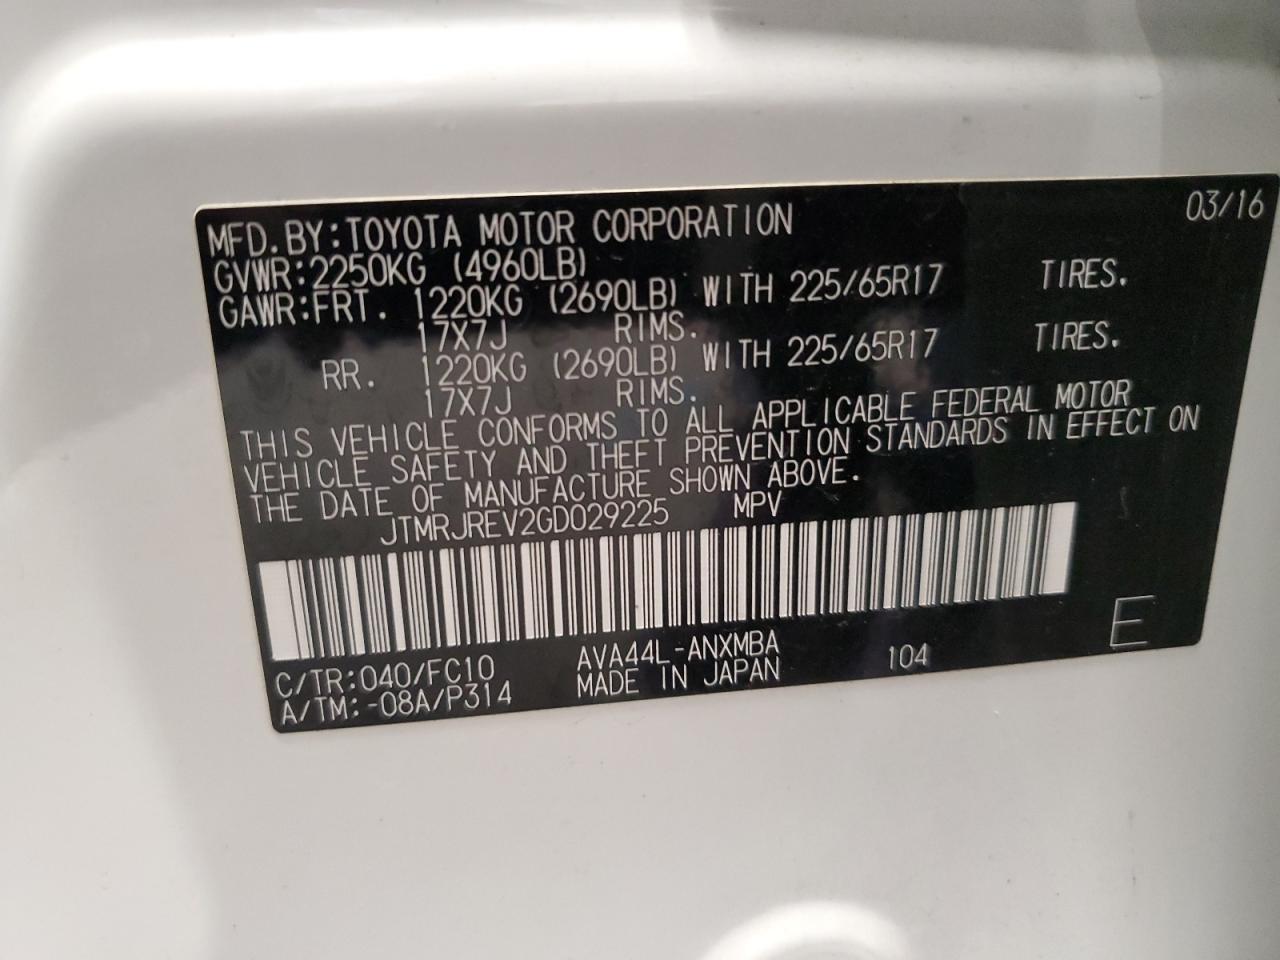 03/16
MFD.BY:TOYOTA MOTOR CORPORATION
GVWR:2250KG (4960LB)
GAWR:FRT. 1220KG (2690LB) WITH 225/65R17 TIRES.
17X7J RIMS.
RR. 1220KG (2690LB) WITH 225/65R17 TIRES.
17X7J RIMS.
THIS VEHICLE CONFORMS TO ALL APPLICABLE FEDERAL MOTOR
VEHICLE SAFETY AND THEFT PREVENTION STANDARDS IN EFFECT ON
THE DATE OF MANUFACTURE SHOWN ABOVE.
JTMRJREV2GD029225 MPV
C/TR:040/FC10 AVA44L-ANXMBA 104 E
A/TM:-08A/P314 MADE IN JAPAN